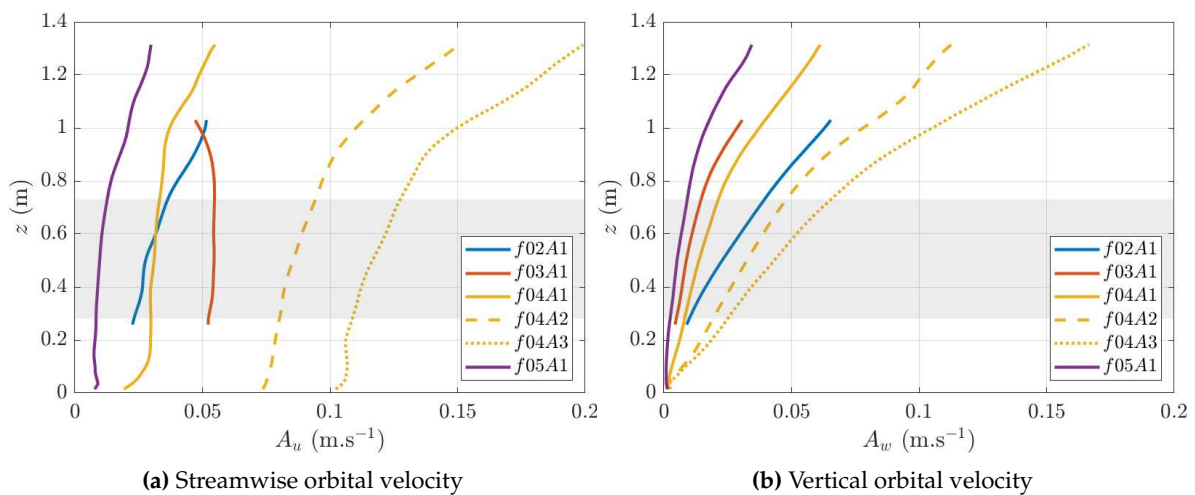 1.4
1.2
1
0.8
0.6
0.4
0.2
0
z (m)
0 0.05 0.1 0.15 0.2
A_u (m.s⁻¹)
f02A1
f03A1
f04A1
f04A2
f04A3
f05A1
(a) Streamwise orbital velocity
1.4
1.2
1
0.8
0.6
0.4
0.2
0
z (m)
0 0.05 0.1 0.15 0.2
A_w (m.s⁻¹)
f02A1
f03A1
f04A1
f04A2
f04A3
f05A1
(b) Vertical orbital velocity